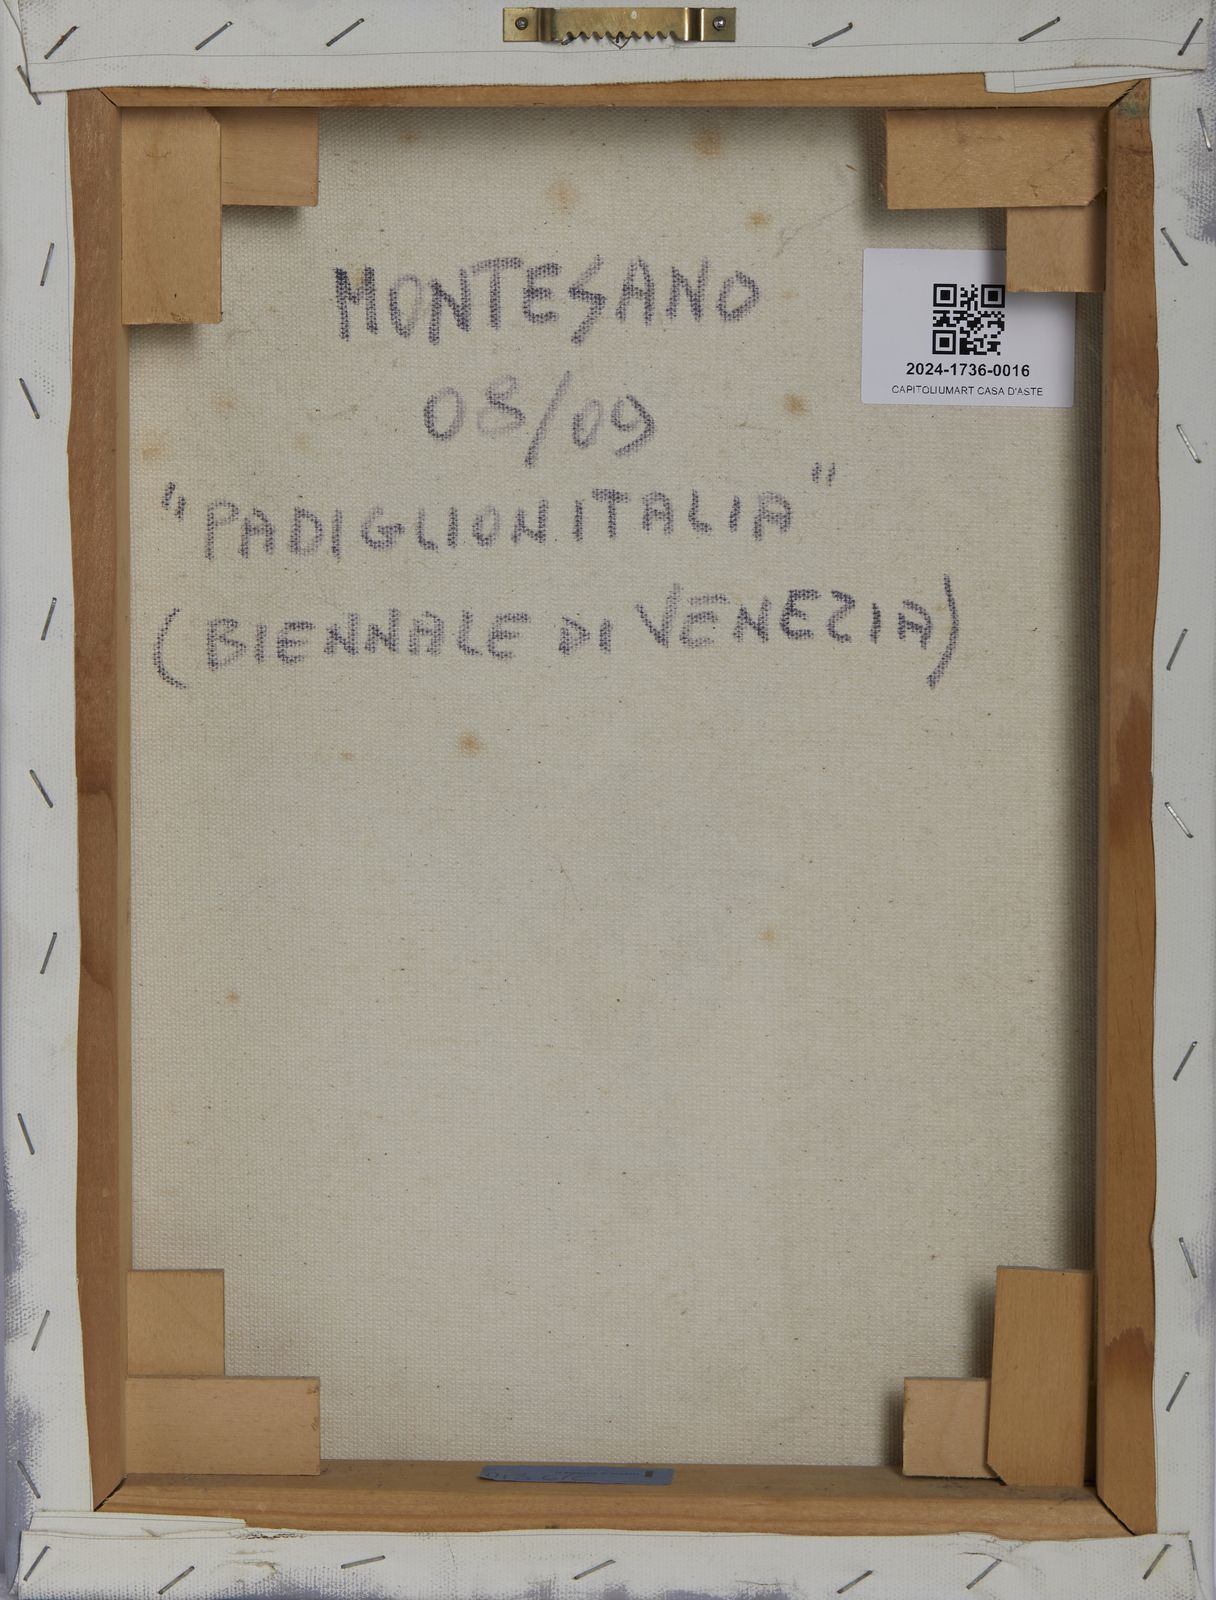 MONTESANO
08/09
"PADIGLIONITALIA"
(BIENNALE DI VENEZIA)
2024-1736-0016
CAPITOLIUMART CASA D'ASTE